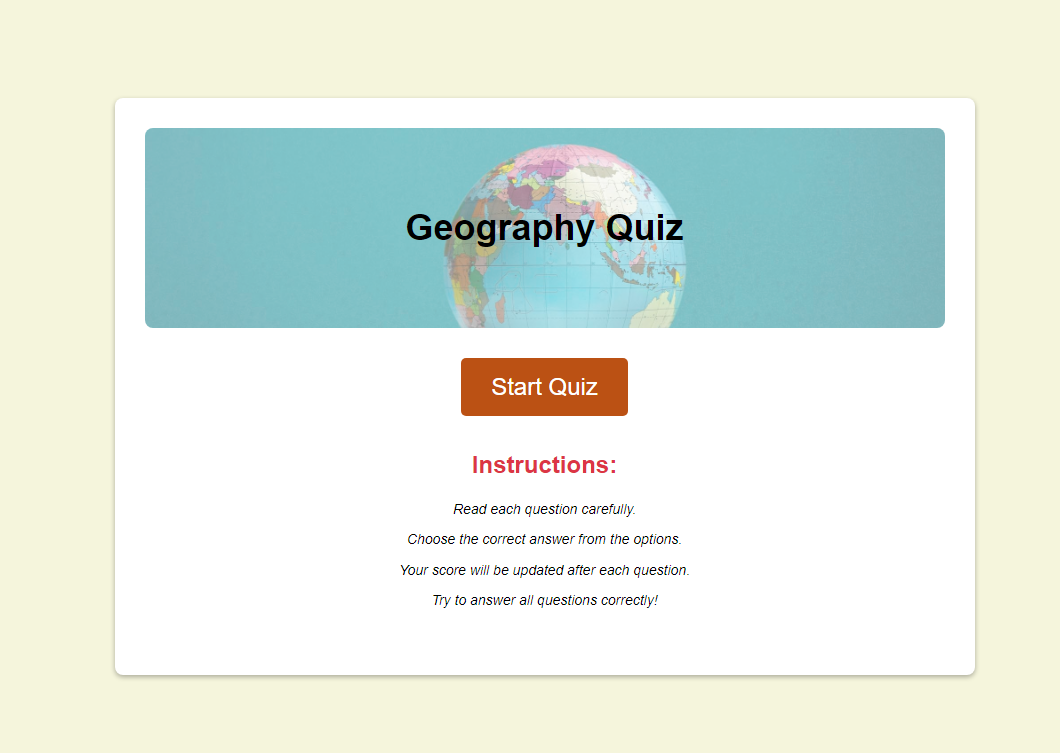 Geography Quiz
Start Quiz
Instructions:
Read each question carefully.
Choose the correct answer from the options.
Your score will be updated after each question.
Try to answer all questions correctly!